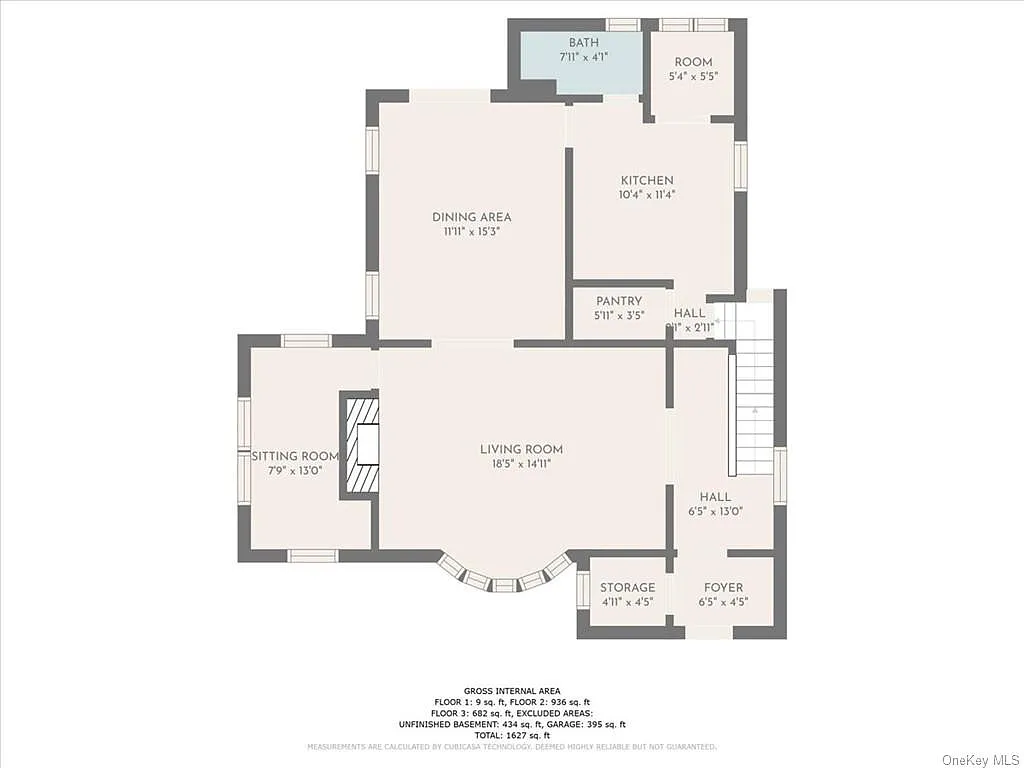 BATH
7'11" x 4'1"
ROOM
5'4" x 5'5"
KITCHEN
10'4" x 11'4"
DINING AREA
11'11" x 15'3"
PANTRY
5'11" x 3'5"
HALL
x 2'11"
SITTING ROOM
7'9" x 13'0"
LIVING ROOM
18'5" x 14'11"
HALL
6'5" x 13'0"
STORAGE
4'11" x 4'5"
FOYER
6'5" x 4'5"
GROSS INTERNAL AREA
FLOOR 1: 9 sq. ft, FLOOR 2: 936 sq. ft
FLOOR 3: 682 sq. ft, EXCLUDED AREAS:
UNFINISHED BASEMENT: 434 sq. ft, GARAGE: 395 sq. ft
TOTAL: 1627 sq. ft
MEASUREMENTS ARE CALCULATED BY CUBICASA TECHNOLOGY. DEEMED HIGHLY RELIABLE BUT NOT GUARANTEED.
OneKey MLS